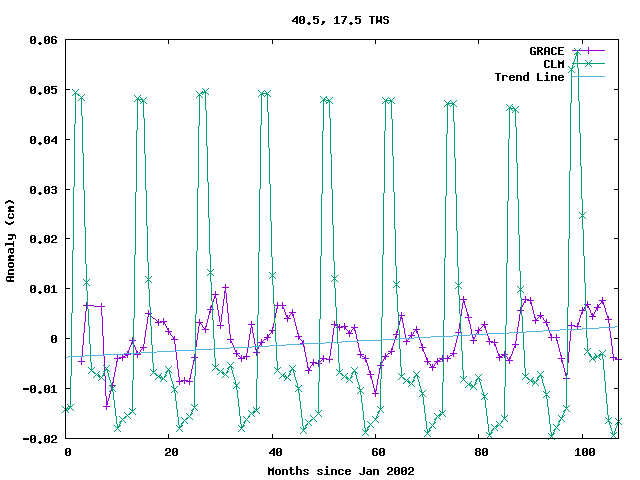 40.5, 17.5 TWS
0.06
0.05
0.04
0.03
0.02
0.01
0
-0.01
-0.02
Anomaly (cm)
GRACE
CLM
Trend Line
0 20 40 60 80 100
Months since Jan 2002